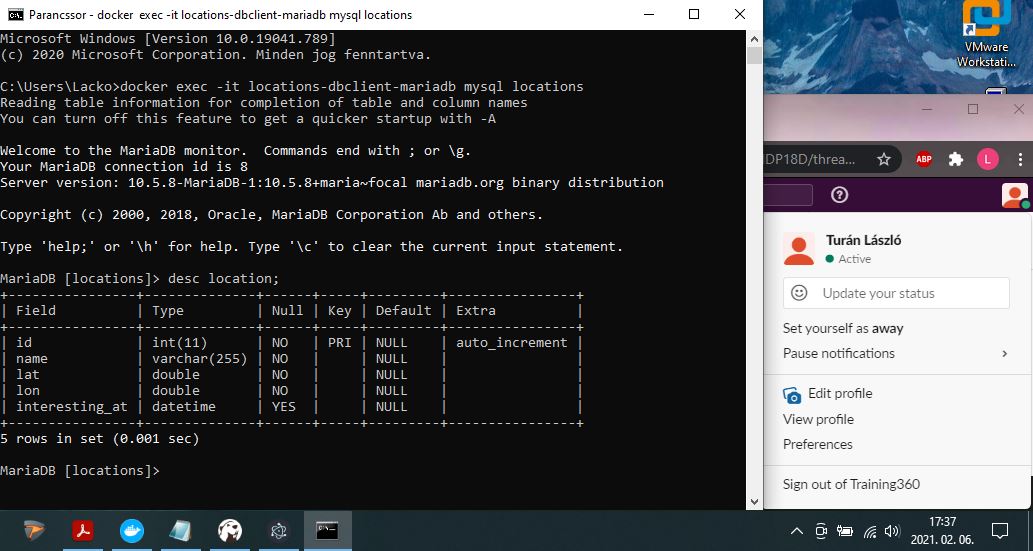 Parancssor - docker exec -it locations-dbclient-mariadb mysql locations
Microsoft Windows [Version 10.0.19041.789]
(c) 2020 Microsoft Corporation. Minden jog fenntartva.
C:\Users\Lacko>docker exec -it locations-dbclient-mariadb mysql locations
Reading table information for completion of table and column names
You can turn off this feature to get a quicker startup with -A
Welcome to the MariaDB monitor.  Commands end with ; or \g.
Your MariaDB connection id is 8
Server version: 10.5.8-MariaDB-1:10.5.8+maria~focal mariadb.org binary distribution
Copyright (c) 2000, 2018, Oracle, MariaDB Corporation Ab and others.
Type 'help;' or '\h' for help. Type '\c' to clear the current input statement.
MariaDB [locations]> desc location;
+----------------+--------------+------+-----+---------+----------------+
| Field          | Type         | Null | Key | Default | Extra          |
+----------------+--------------+------+-----+---------+----------------+
| id             | int(11)      | NO   | PRI | NULL    | auto_increment |
| name           | varchar(255) | NO   |     | NULL    |                |
| lat            | double       | NO   |     | NULL    |                |
| lon            | double       | NO   |     | NULL    |                |
| interesting_at | datetime     | YES  |     | NULL    |                |
+----------------+--------------+------+-----+---------+----------------+
5 rows in set (0.001 sec)
MariaDB [locations]>
VMware
Workstati...
DP18D/threa...
ABP
L
Turán László
Active
Update your status
Set yourself as away
Pause notifications
Edit profile
View profile
Preferences
Sign out of Training360
17:37
2021. 02. 06.